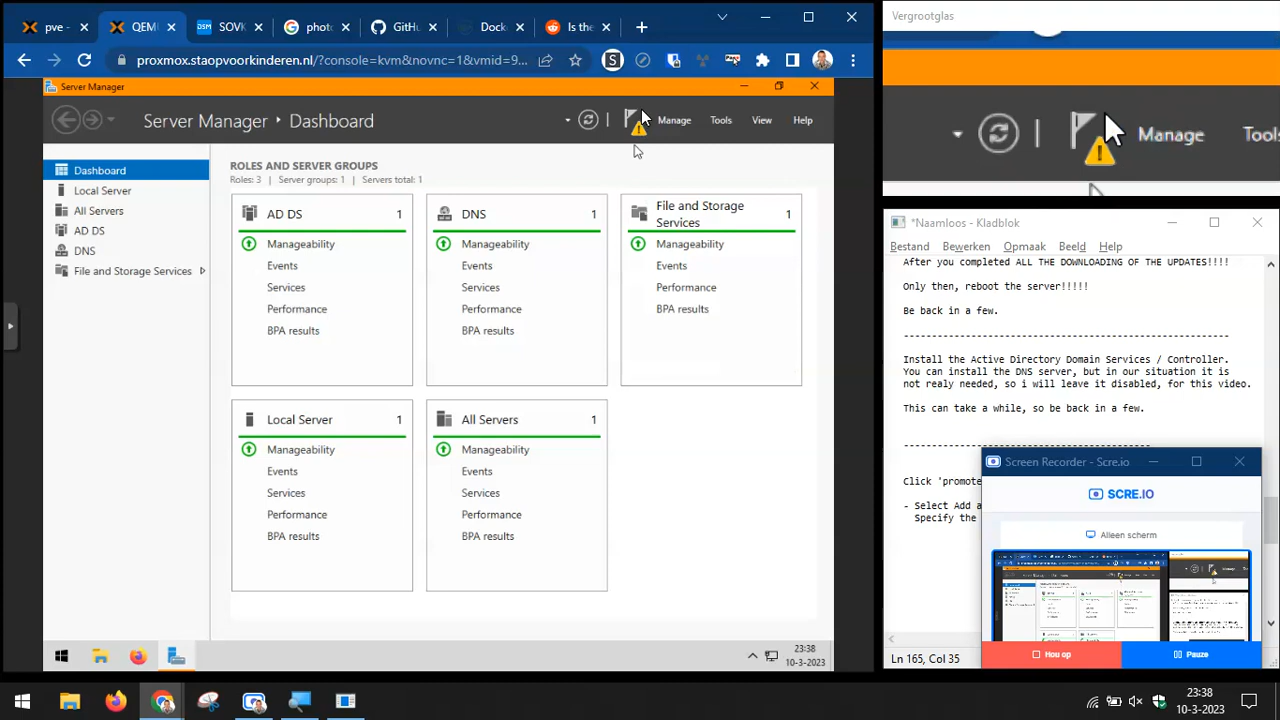 pve -
QEMU
SOVk
photo
GitHub
Dock
Is the
proxmox.staopvoorkinderen.nl/?console=kvm&novnc=1&vmid=9...
Server Manager
Server Manager
Dashboard
Manage
Tools
View
Help
Dashboard
Local Server
All Servers
AD DS
DNS
File and Storage Services
ROLES AND SERVER GROUPS
Roles: 3 | Server groups: 1 | Servers total: 1
AD DS 1
Manageability
Events
Services
Performance
BPA results
DNS 1
Manageability
Events
Services
Performance
BPA results
File and Storage
Services 1
Manageability
Events
Performance
BPA results
Local Server 1
Manageability
Events
Services
Performance
BPA results
All Servers 1
Manageability
Events
Services
Performance
BPA results
23:38
10-3-2023
Vergrootglas
Manage
Tools
*Naamloos - Kladblok
Bestand Bewerken Opmaak Beeld Help
After you completed ALL THE DOWNLOADING OF THE UPDATES!!!!
Only then, reboot the server!!!!!
Be back in a few.
Install the Active Directory Domain Services / Controller.
You can install the DNS server, but in our situation it is
not realy needed, so i will leave it disabled, for this video.
This can take a while, so be back in a few.
Click 'promote
- Select Add a
Specify the
Ln 165, Col 35
Screen Recorder - Scre.io
SCRE.IO
Alleen scherm
Hou op
Pauze
23:38
10-3-2023